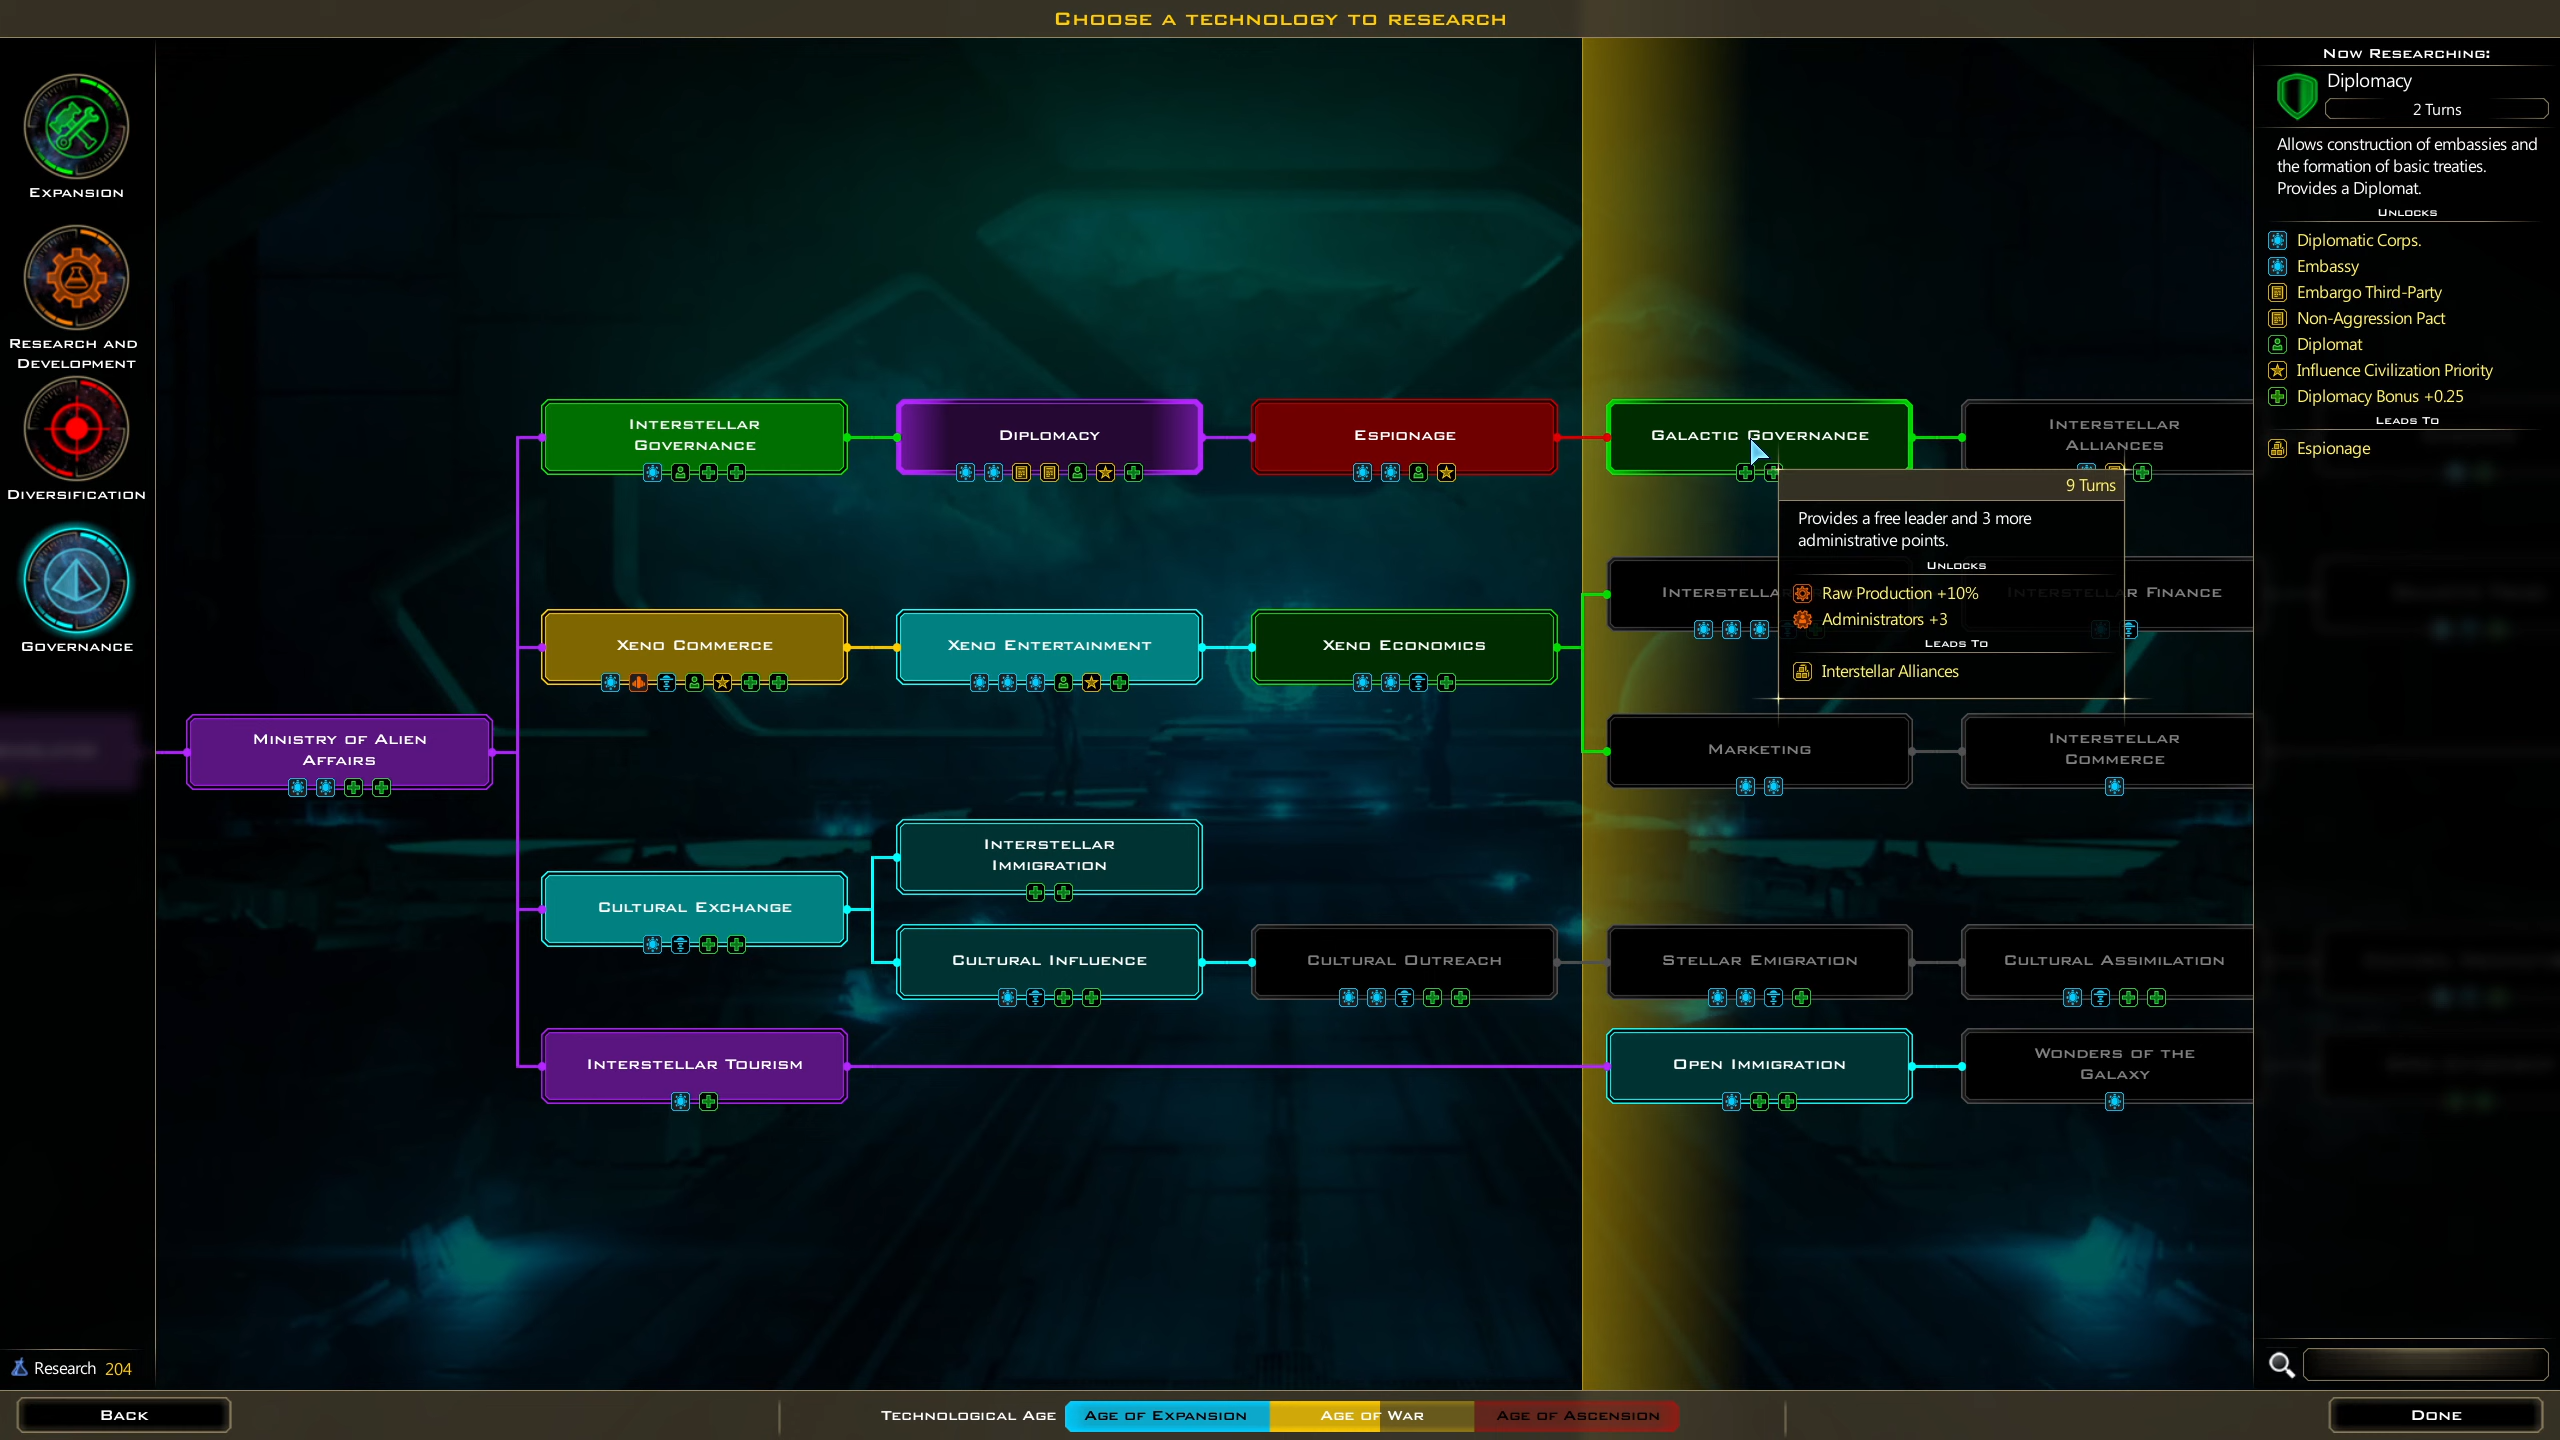 Choose a technology to research
Expansion
Research and
Development
Diversification
Governance
Research 204
Interstellar
Governance
Diplomacy
Espionage
Galactic Governance
Interstellar
Alliances
9 Turns
Provides a free leader and 3 more
administrative points.
Unlocks
Raw Production +10%
Administrators +3
Leads To
Interstellar Alliances
Xeno Commerce
Xeno Entertainment
Xeno Economics
Interstellar Finance
Ministry of Alien
Affairs
Marketing
Interstellar
Commerce
Interstellar
Immigration
Cultural Exchange
Cultural Influence
Cultural Outreach
Stellar Emigration
Cultural Assimilation
Interstellar Tourism
Open Immigration
Wonders of the
Galaxy
Now Researching:
Diplomacy
2 Turns
Allows construction of embassies and
the formation of basic treaties.
Provides a Diplomat.
Unlocks
Diplomatic Corps.
Embassy
Embargo Third-Party
Non-Aggression Pact
Diplomat
Influence Civilization Priority
Diplomacy Bonus +0.25
Leads To
Espionage
Back
Technological Age
Age of Expansion
Age of War
Age of Ascension
Done